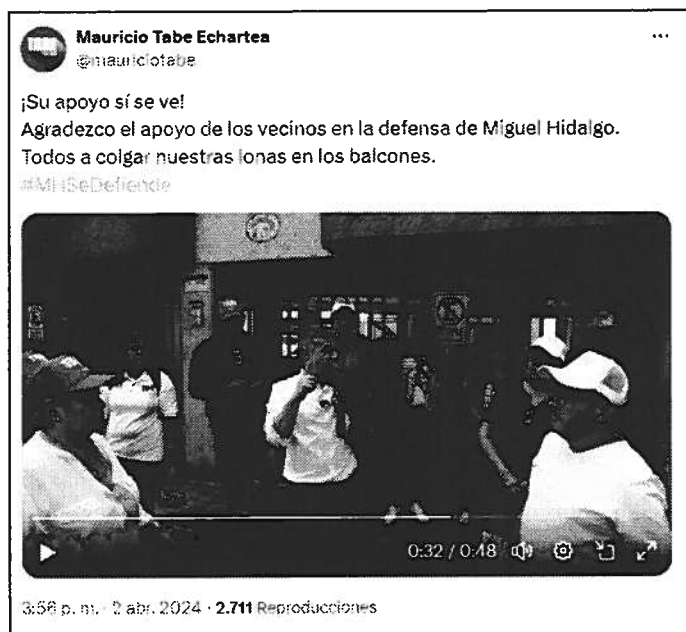 Mauricio Tabe Echartea
@mauriciotabe
¡Su apoyo sí se ve!
Agradezco el apoyo de los vecinos en la defensa de Miguel Hidalgo.
Todos a colgar nuestras lonas en los balcones.
#MHSeDefiende
0:32 / 0:48
3:56 p. m. · 2 abr. 2024 · 2.711 Reproducciones